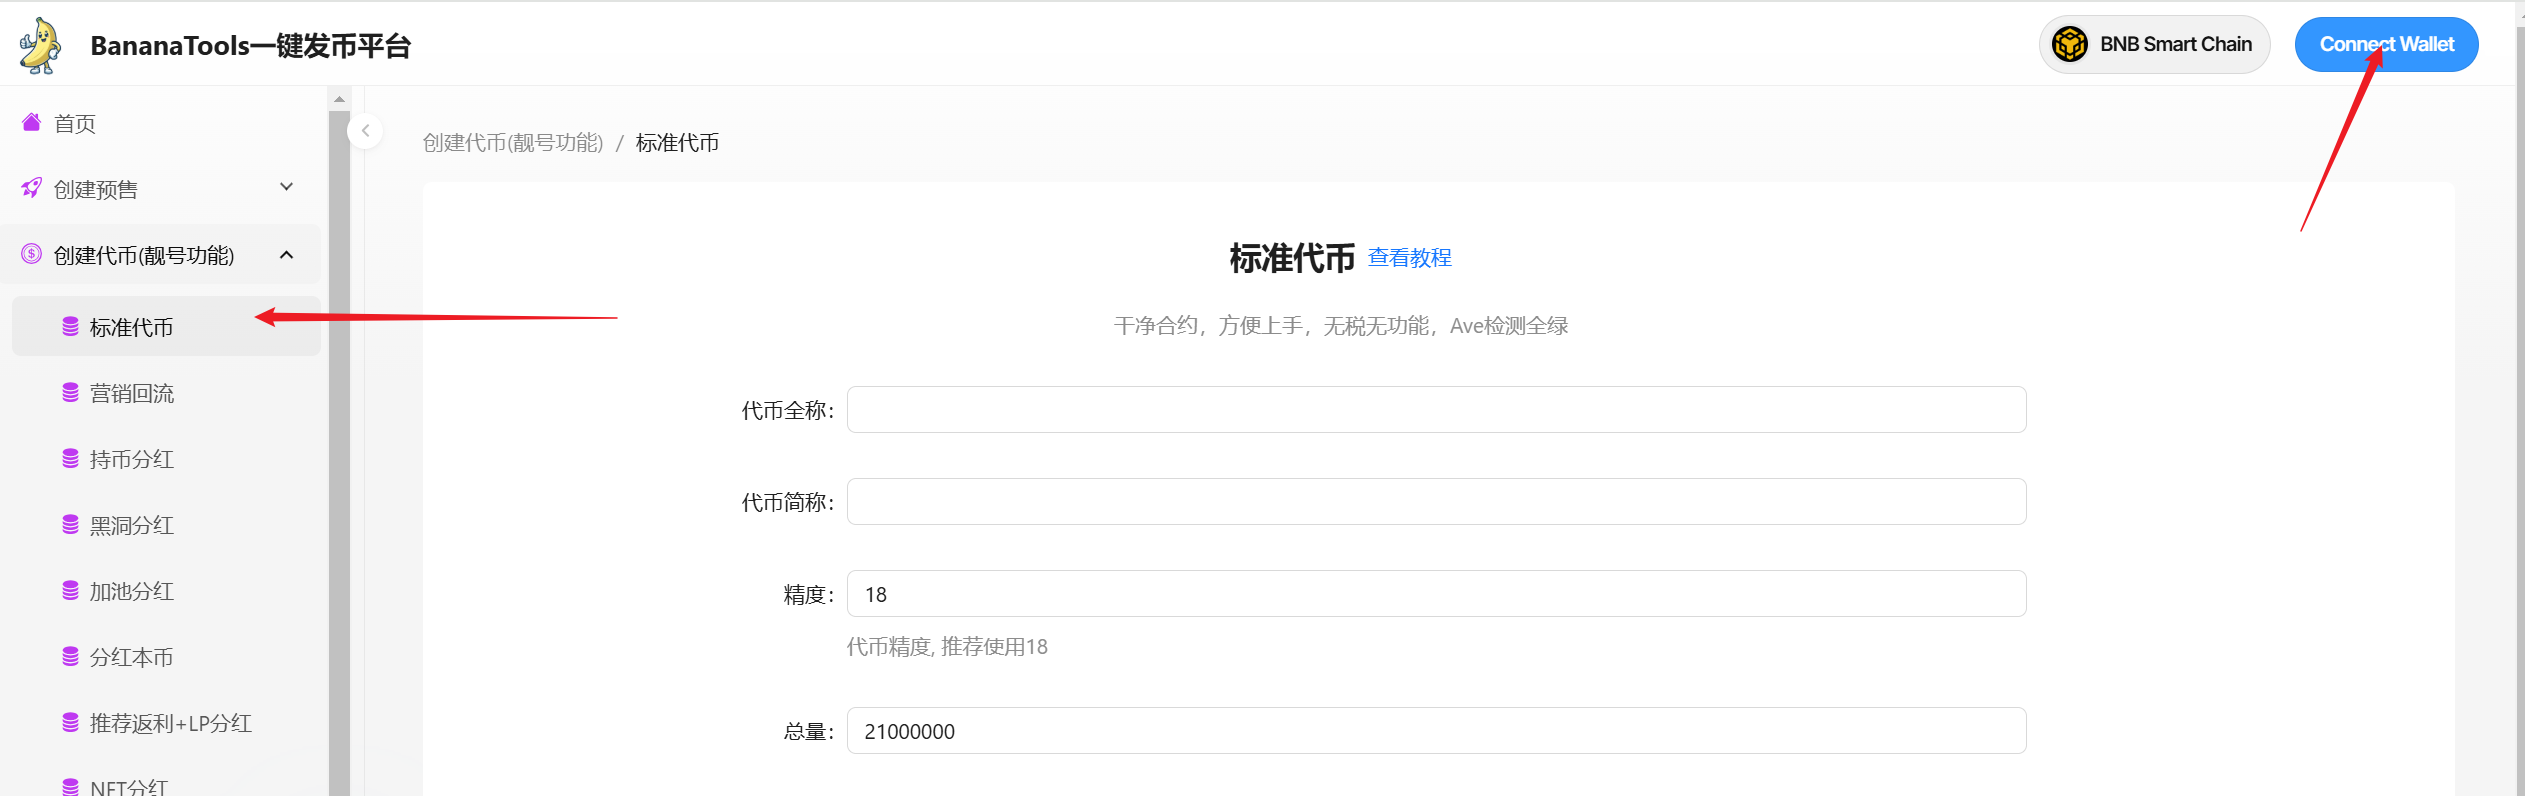 BananaTools一键发币平台
BNB Smart Chain
Connect Wallet
首页
创建预售
创建代币(靓号功能)
标准代币
营销回流
持币分红
黑洞分红
加池分红
分红本币
推荐返利+LP分红
NFT分红
创建代币(靓号功能) / 标准代币
标准代币 查看教程
干净合约，方便上手，无税无功能，Ave检测全绿
代币全称：
代币简称：
精度： 18
代币精度, 推荐使用18
总量： 21000000